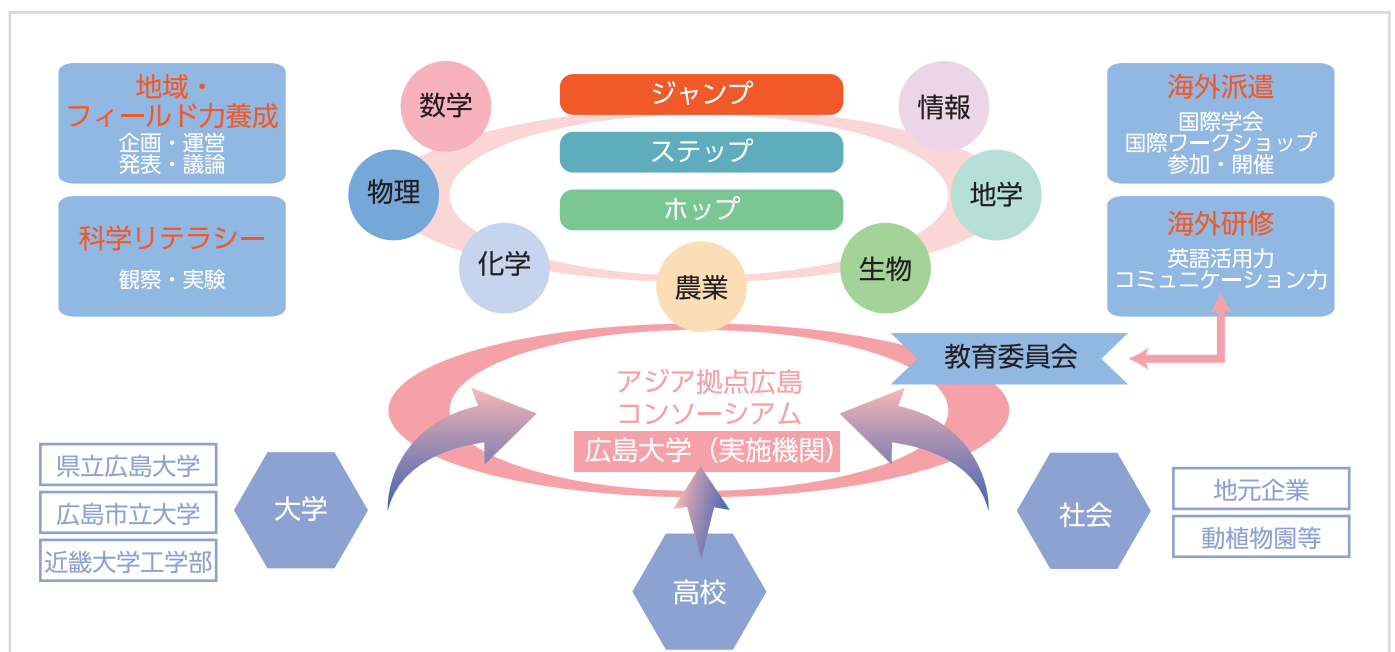 地域・
フィールド力養成
企画・運営
発表・議論
科学リテラシー
観察・実験
数学
物理
化学
農業
生物
地学
情報
ジャンプ
ステップ
ホップ
海外派遣
国際学会
国際ワークショップ
参加・開催
海外研修
英語活用力
コミュニケーション力
教育委員会
アジア拠点広島
コンソーシアム
広島大学（実施機関）
県立広島大学
広島市立大学
近畿大学工学部
大学
高校
社会
地元企業
動植物園等